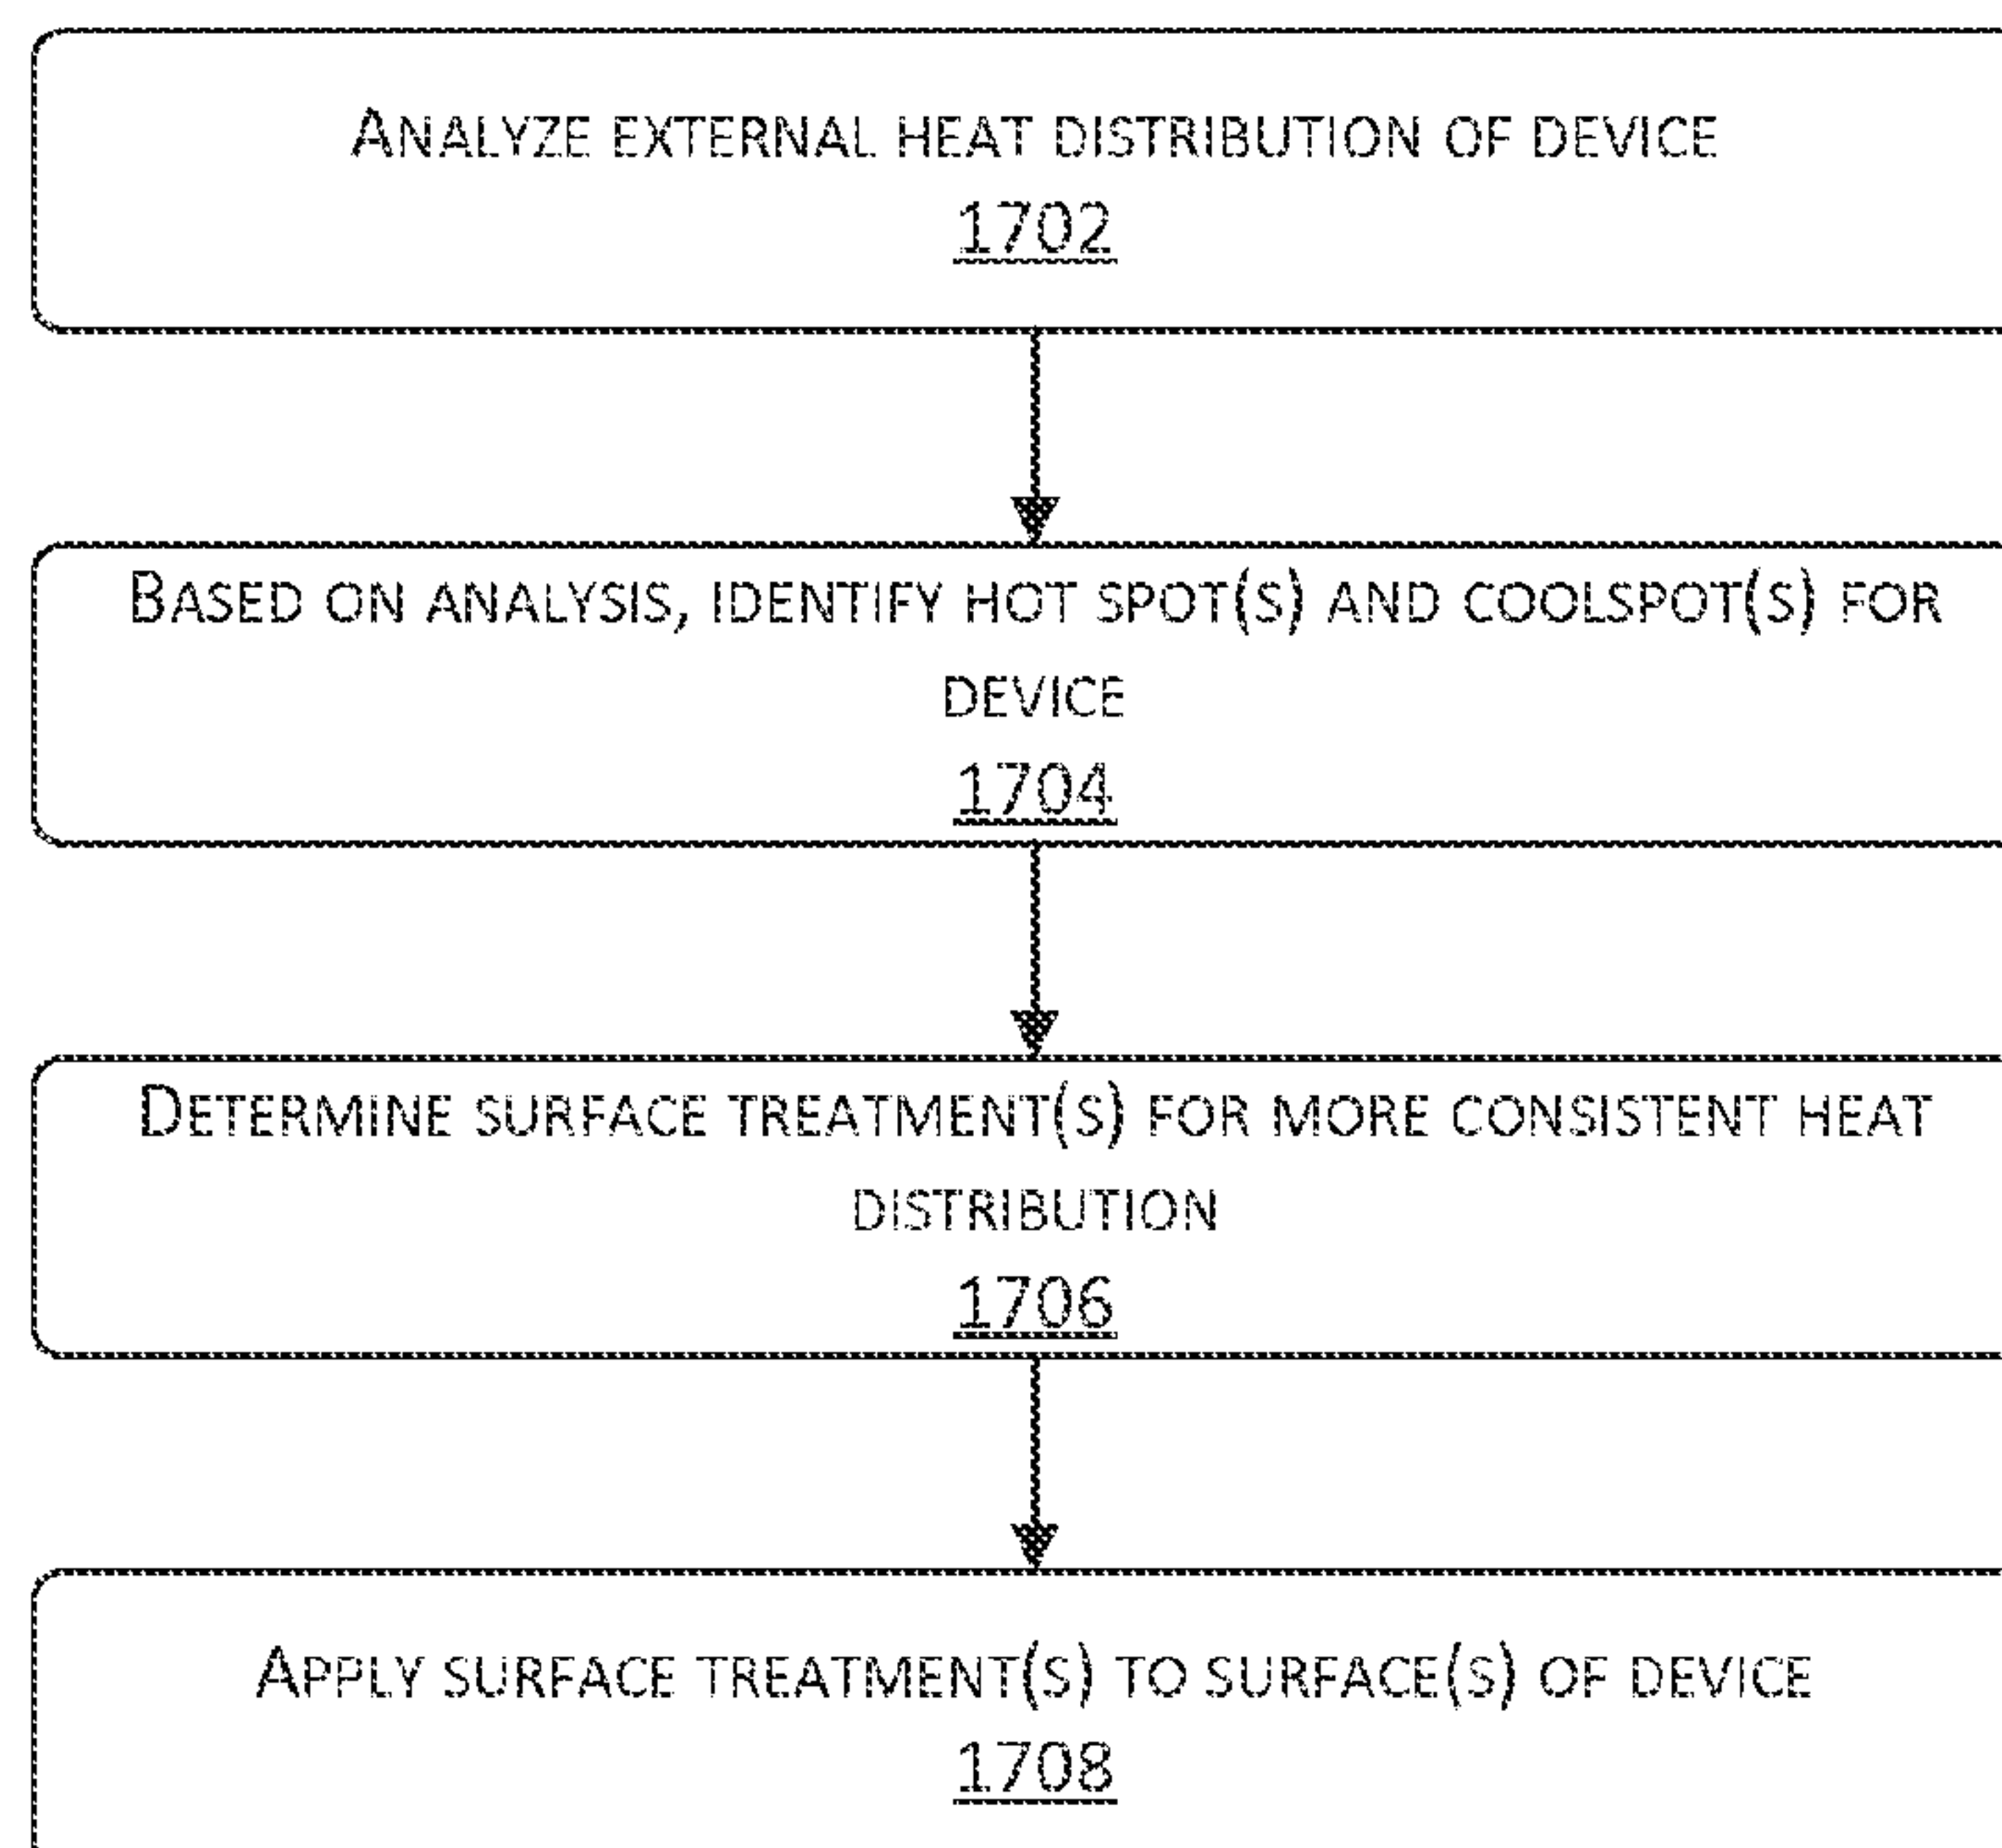 ANALYZE EXTERNAL HEAT DISTRIBUTION OF DEVICE
1702
BASED ON ANALYSIS, IDENTIFY HOT SPOT(S) AND COOLSPOT(S) FOR
DEVICE
1704
DETERMINE SURFACE TREATMENT(S) FOR MORE CONSISTENT HEAT
DISTRIBUTION
1706
APPLY SURFACE TREATMENT(S) TO SURFACE(S) OF DEVICE
1708